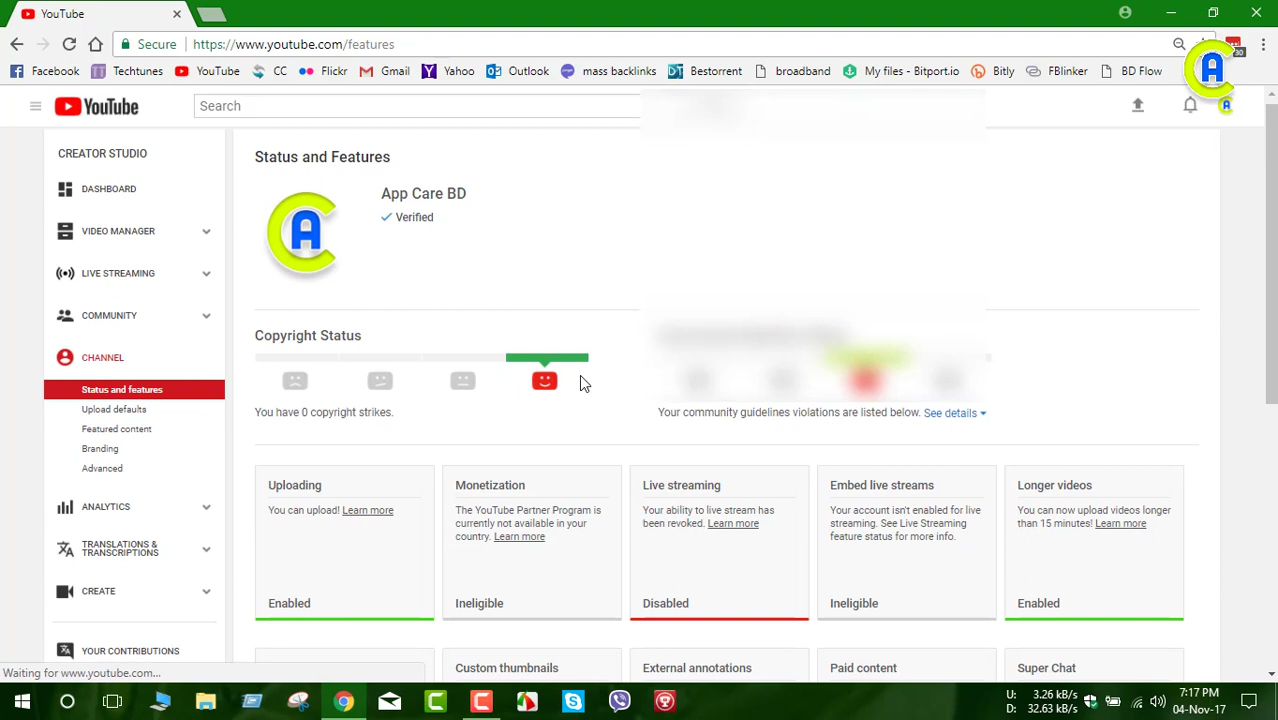 YouTube
Secure https://www.youtube.com/features
30
Facebook Techtunes YouTube CC Flickr Gmail Yahoo Outlook mass backlinks Bestorrent broadband My files - Bitport.io Bitly FBlinker BD Flow
CA
YouTube Search
CREATOR STUDIO
DASHBOARD
VIDEO MANAGER
LIVE STREAMING
COMMUNITY
CHANNEL
Status and features
Upload defaults
Featured content
Branding
Advanced
ANALYTICS
TRANSLATIONS &
TRANSCRIPTIONS
CREATE
YOUR CONTRIBUTIONS
Status and Features
CA
App Care BD
Verified
Copyright Status
You have 0 copyright strikes.
Your community guidelines violations are listed below. See details
Uploading
You can upload! Learn more
Enabled
Monetization
The YouTube Partner Program is
currently not available in your
country. Learn more
Ineligible
Live streaming
Your ability to live stream has
been revoked. Learn more
Disabled
Embed live streams
Your account isn't enabled for live
streaming. See Live Streaming
feature status for more info.
Ineligible
Longer videos
You can now upload videos longer
than 15 minutes! Learn more
Enabled
Custom thumbnails
External annotations
Paid content
Super Chat
Waiting for www.youtube.com...
U: 3.26 kB/s
D: 32.63 kB/s
7:17 PM
04-Nov-17